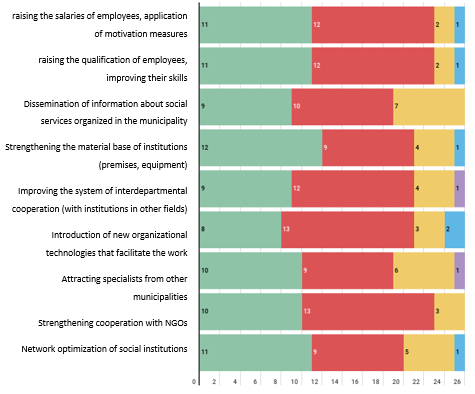 raising the salaries of employees, application
of motivation measures
11 12 2 1
raising the qualification of employees,
improving their skills
11 12 2 1
Dissemination of information about social
services organized in the municipality
9 10 7
Strengthening the material base of institutions
(premises, equipment)
12 9 4 1
Improving the system of interdepartmental
cooperation (with institutions in other fields)
9 12 4 1
Introduction of new organizational
technologies that facilitate the work
8 13 3 2
Attracting specialists from other
municipalities
10 9 6 1
Strengthening cooperation with NGOs
10 13 3
Network optimization of social institutions
11 9 5 1
0 2 4 6 8 10 12 14 16 18 20 22 24 26